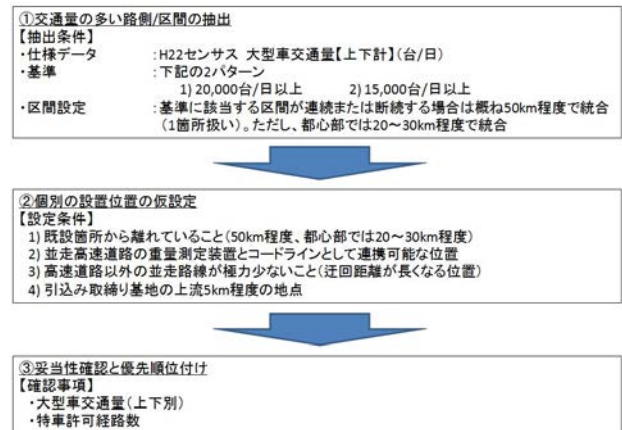 ①交通量の多い路側/区間の抽出
【抽出条件】
・仕様データ :H22センサス 大型車交通量【上下計】(台/日)
・基準 :下記の2パターン
1) 20,000台/日以上 2) 15,000台/日以上
・区間設定 :基準に該当する区間が連続または断続する場合は概ね50km程度で統合
(1箇所扱い)。ただし、都心部では20～30km程度で統合
②個別の設置位置の仮設定
【設定条件】
1) 既設箇所から離れていること(50km程度、都心部では20～30km程度)
2) 並走高速道路の重量測定装置とコードラインとして連携可能な位置
3) 高速道路以外の並走路線が極力少ないこと(迂回距離が長くなる位置)
4) 引込み取締り基地の上流5km程度の地点
③妥当性確認と優先順位付け
【確認事項】
・大型車交通量(上下別)
・特車許可経路数